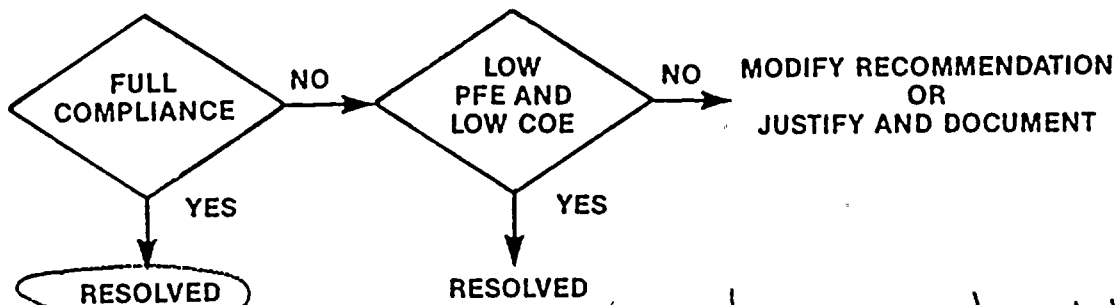 FULL
COMPLIANCE
NO
LOW
PFE AND
LOW COE
NO
MODIFY RECOMMENDATION
OR
JUSTIFY AND DOCUMENT
YES
YES
RESOLVED
RESOLVED